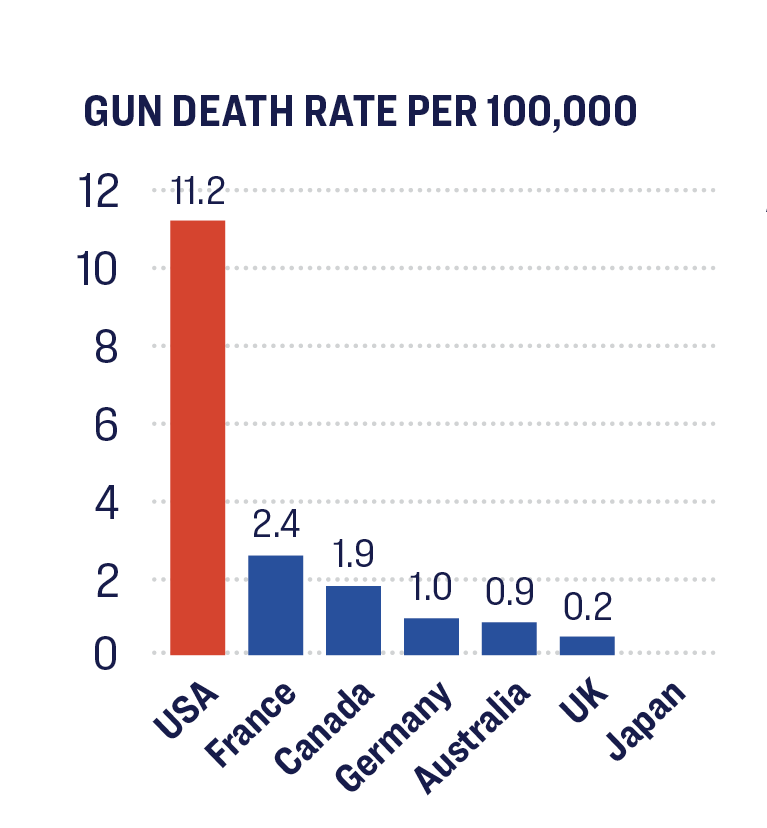 GUN DEATH RATE PER 100,000
12
11.2
10
8
6
4
2.4
1.9
2
1.0
0.9
0.2
0
USA
France
Canada
Germany
Australia
UK
Japan